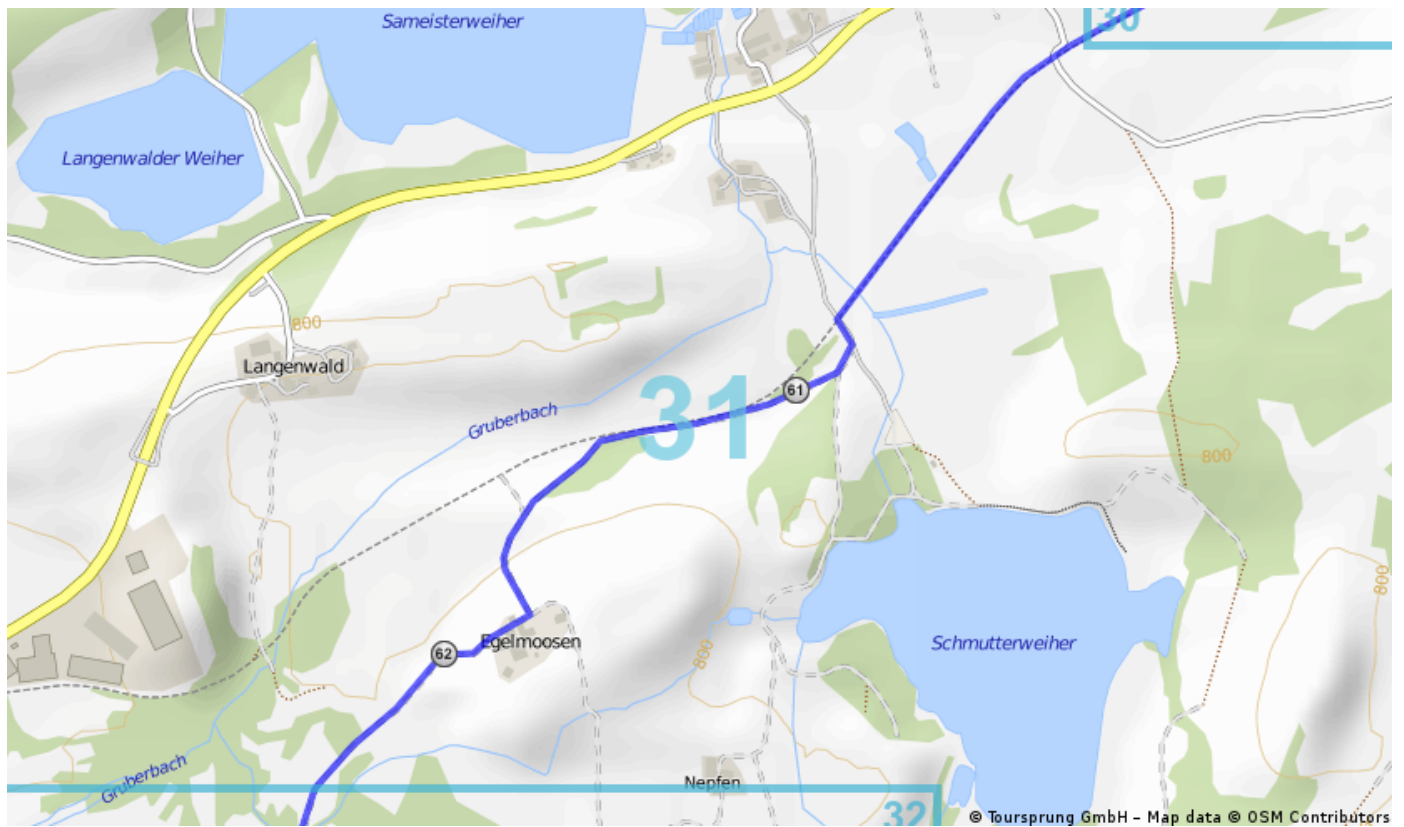 Sameisterweiher
30
Langenwalder Weiher
800
Langenwald
31
61
Gruberbach
800
800
Egelmoosen
62
Schmutterweiher
800
Gruberbach
Nepfen
32
© Toursprung GmbH – Map data © OSM Contributors